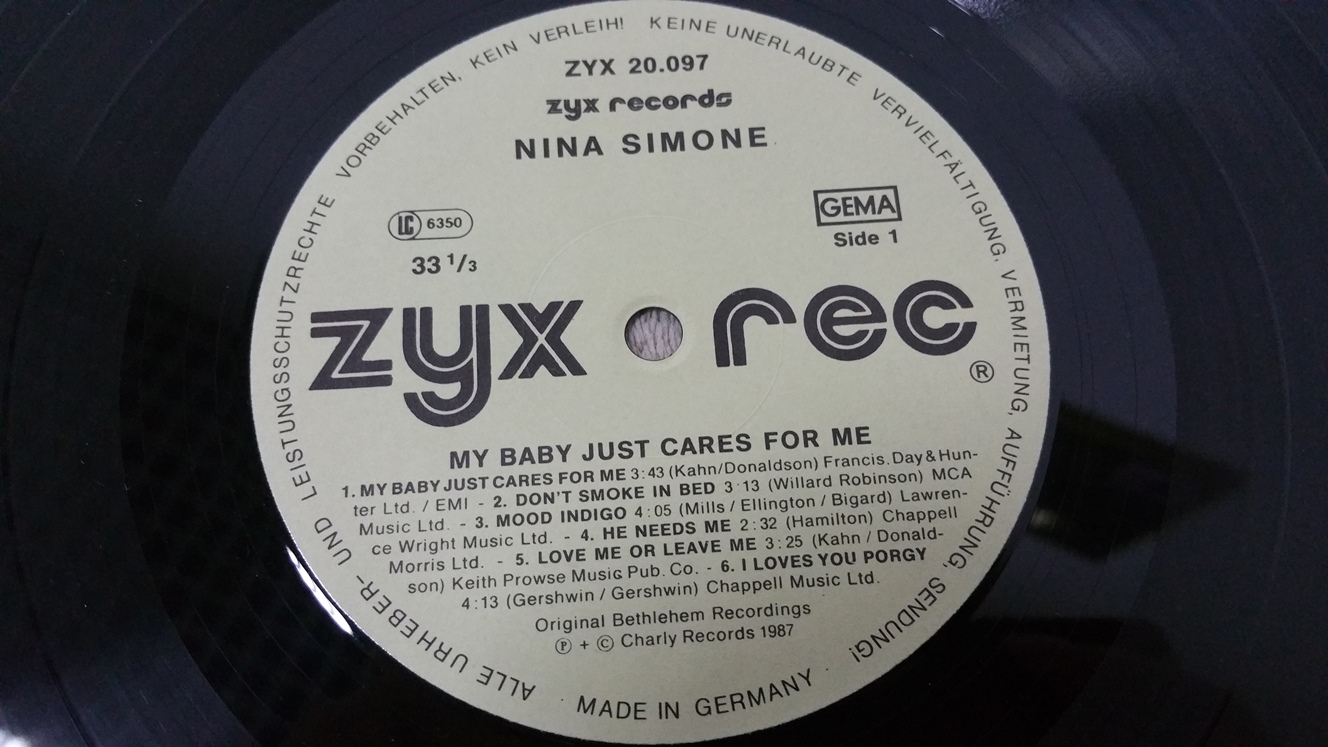 ALLE URHEBER- UND LEISTUNGSSCHUTZRECHTE VORBEHALTEN, KEIN VERLEIH! KEINE UNERLAUBTE VERVIELFÄLTIGUNG, VERMIETUNG, AUFFÜHRUNG, SENDUNG!
ZYX 20.097
zyx records
NINA SIMONE
LC 6350
GEMA
Side 1
33 1/3
zyx rec
®
MY BABY JUST CARES FOR ME
1. MY BABY JUST CARES FOR ME 3:43 (Kahn/Donaldson) Francis.Day & Hun-
ter Ltd. / EMI - 2. DON'T SMOKE IN BED 3:13 (Willard Robinson) MCA
Music Ltd. - 3. MOOD INDIGO 4:05 (Mills / Ellington / Bigard) Lawren-
ce Wright Music Ltd. - 4. HE NEEDS ME 2:32 (Hamilton) Chappell
Morris Ltd. - 5. LOVE ME OR LEAVE ME 3:25 (Kahn / Donald-
son) Keith Prowse Music Pub. Co. - 6. I LOVES YOU PORGY
4:13 (Gershwin / Gershwin) Chappell Music Ltd.
Original Bethlehem Recordings
℗ + © Charly Records 1987
MADE IN GERMANY